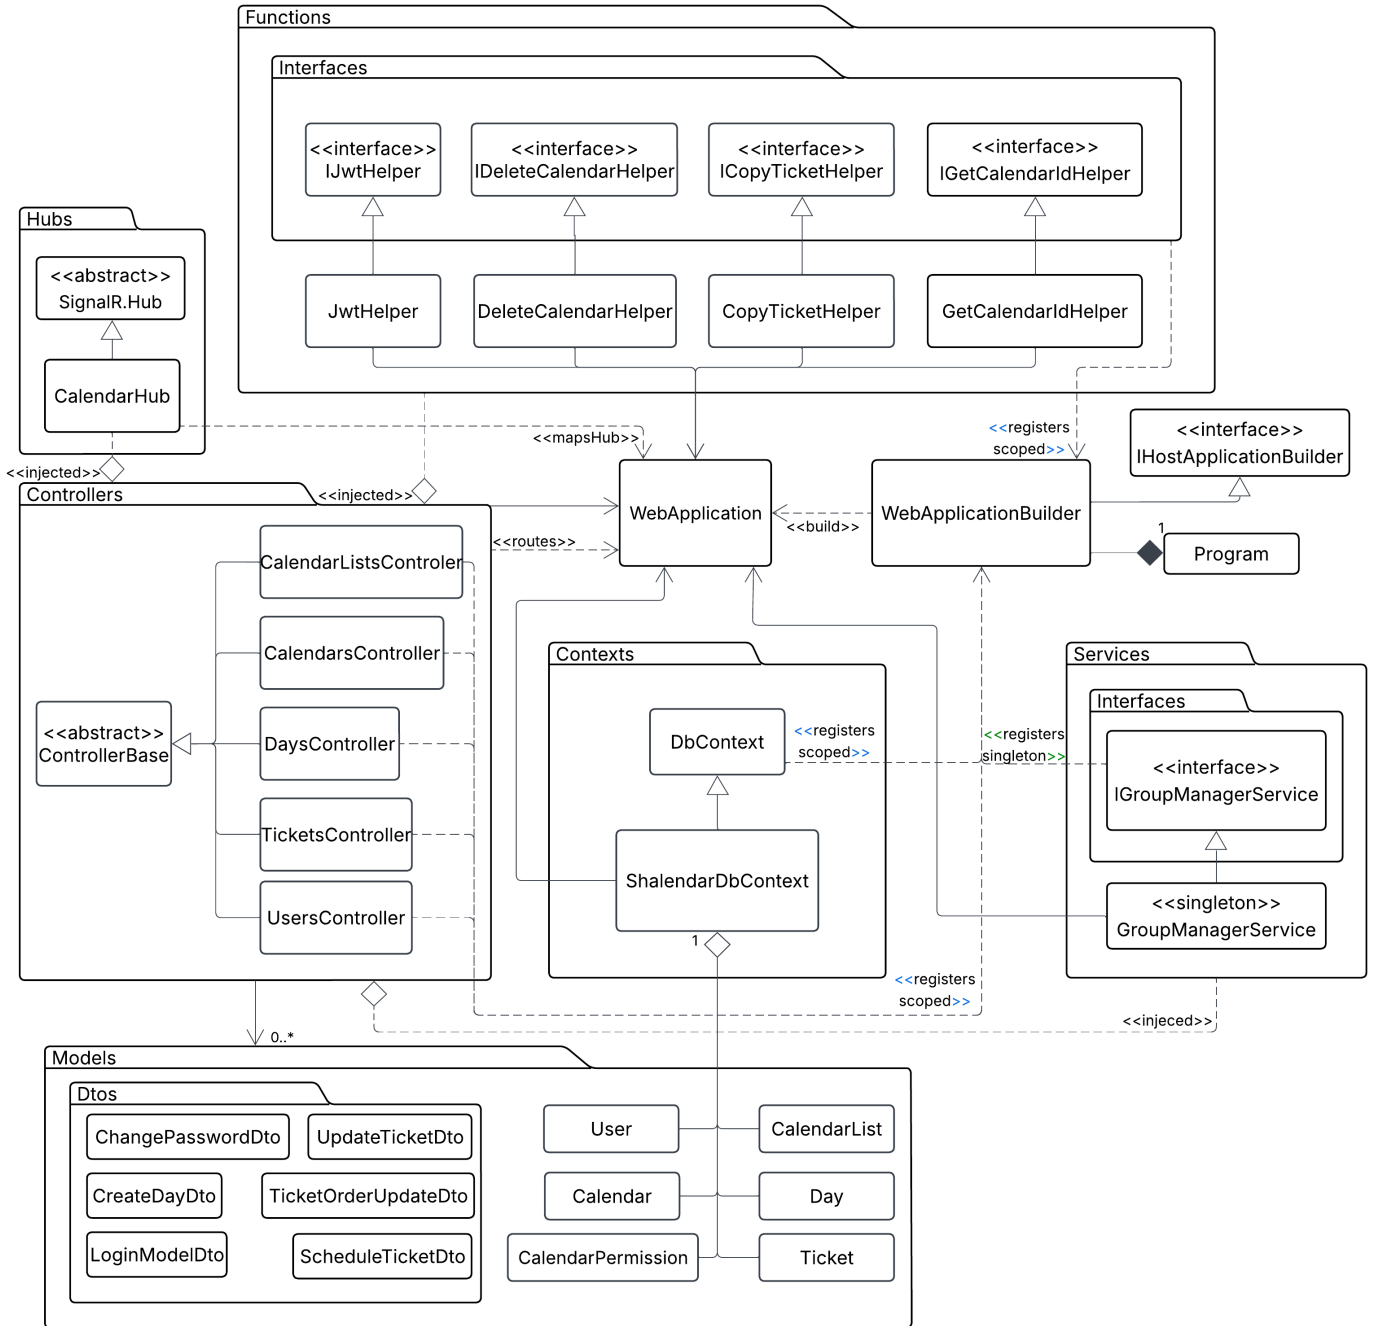 Functions
Interfaces
<<interface>>
IJwtHelper
<<interface>>
IDeleteCalendarHelper
<<interface>>
ICopyTicketHelper
<<interface>>
IGetCalendarIdHelper
Hubs
<<abstract>>
SignalR.Hub
CalendarHub
JwtHelper
DeleteCalendarHelper
CopyTicketHelper
GetCalendarIdHelper
<<mapsHub>>
<<registers
scoped>>
<<interface>>
IHostApplicationBuilder
<<injected>>
Controllers
<<injected>>
WebApplication
<<build>>
WebApplicationBuilder
1
Program
<<routes>>
CalendarListsControler
CalendarsController
<<abstract>>
ControllerBase
DaysController
TicketsController
UsersController
Contexts
DbContext
<<registers
scoped>>
ShalendarDbContext
1
<<registers
singleton>>
Services
Interfaces
<<interface>>
IGroupManagerService
<<singleton>>
GroupManagerService
<<registers
scoped>>
<<injeced>>
0..*
Models
Dtos
ChangePasswordDto
UpdateTicketDto
CreateDayDto
TicketOrderUpdateDto
LoginModelDto
ScheduleTicketDto
User
CalendarList
Calendar
Day
CalendarPermission
Ticket